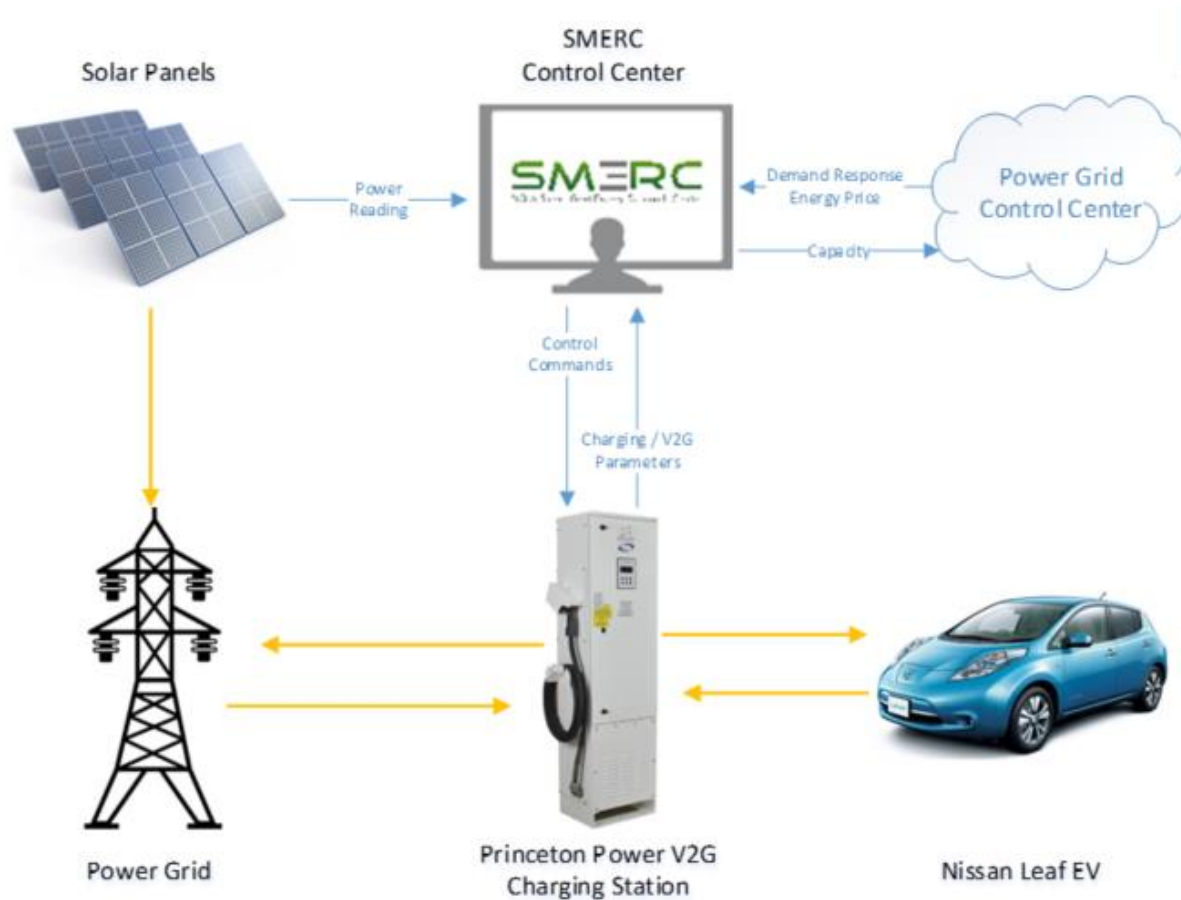 Solar Panels
SMERC
Control Center
SMERC
Power
Reading
Demand Response
Energy Price
Capacity
Power Grid
Control Center
Control
Commands
Charging / V2G
Parameters
Power Grid
Princeton Power V2G
Charging Station
Nissan Leaf EV